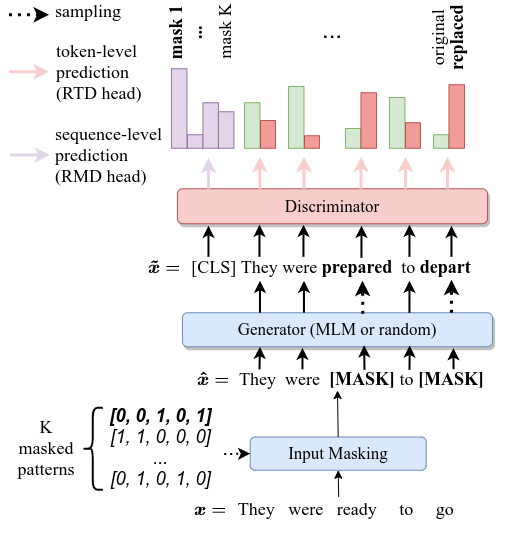 sampling
token-level
prediction
(RTD head)
sequence-level
prediction
(RMD head)
mask 1
...
mask K
...
original
replaced
Discriminator
x̃ = [CLS] They were prepared to depart
Generator (MLM or random)
x̂ = They were [MASK] to [MASK]
K
masked
patterns
[0, 0, 1, 0, 1]
[1, 1, 0, 0, 0]
...
[0, 1, 0, 1, 0]
Input Masking
x = They were ready to go